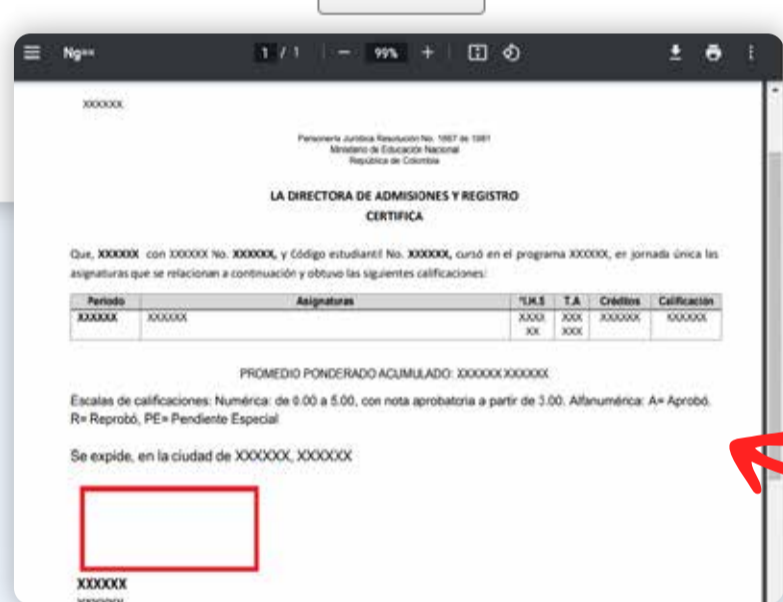 Ng==
1 / 1
99%
XXXXXX
Personería Jurídica Resolución No. 1867 de 1981
Ministerio de Educación Nacional
República de Colombia
LA DIRECTORA DE ADMISIONES Y REGISTRO
CERTIFICA
Que, XXXXXX con XXXXXX No. XXXXXX, y Código estudiantil No. XXXXXX, cursó en el programa XXXXXX, en jornada única las
asignaturas que se relacionan a continuación y obtuvo las siguientes calificaciones:
Periodo Asignaturas *I.H.S T.A Créditos Calificación
XXXXXX XXXXXX XXXX XXX XXXXXX XXXXXX
XX XXX
PROMEDIO PONDERADO ACUMULADO: XXXXXX XXXXXX
Escalas de calificaciones: Numérica: de 0.00 a 5.00, con nota aprobatoria a partir de 3.00. Alfanumérica: A= Aprobó.
R= Reprobó, PE= Pendiente Especial
Se expide, en la ciudad de XXXXXX, XXXXXX
XXXXXX